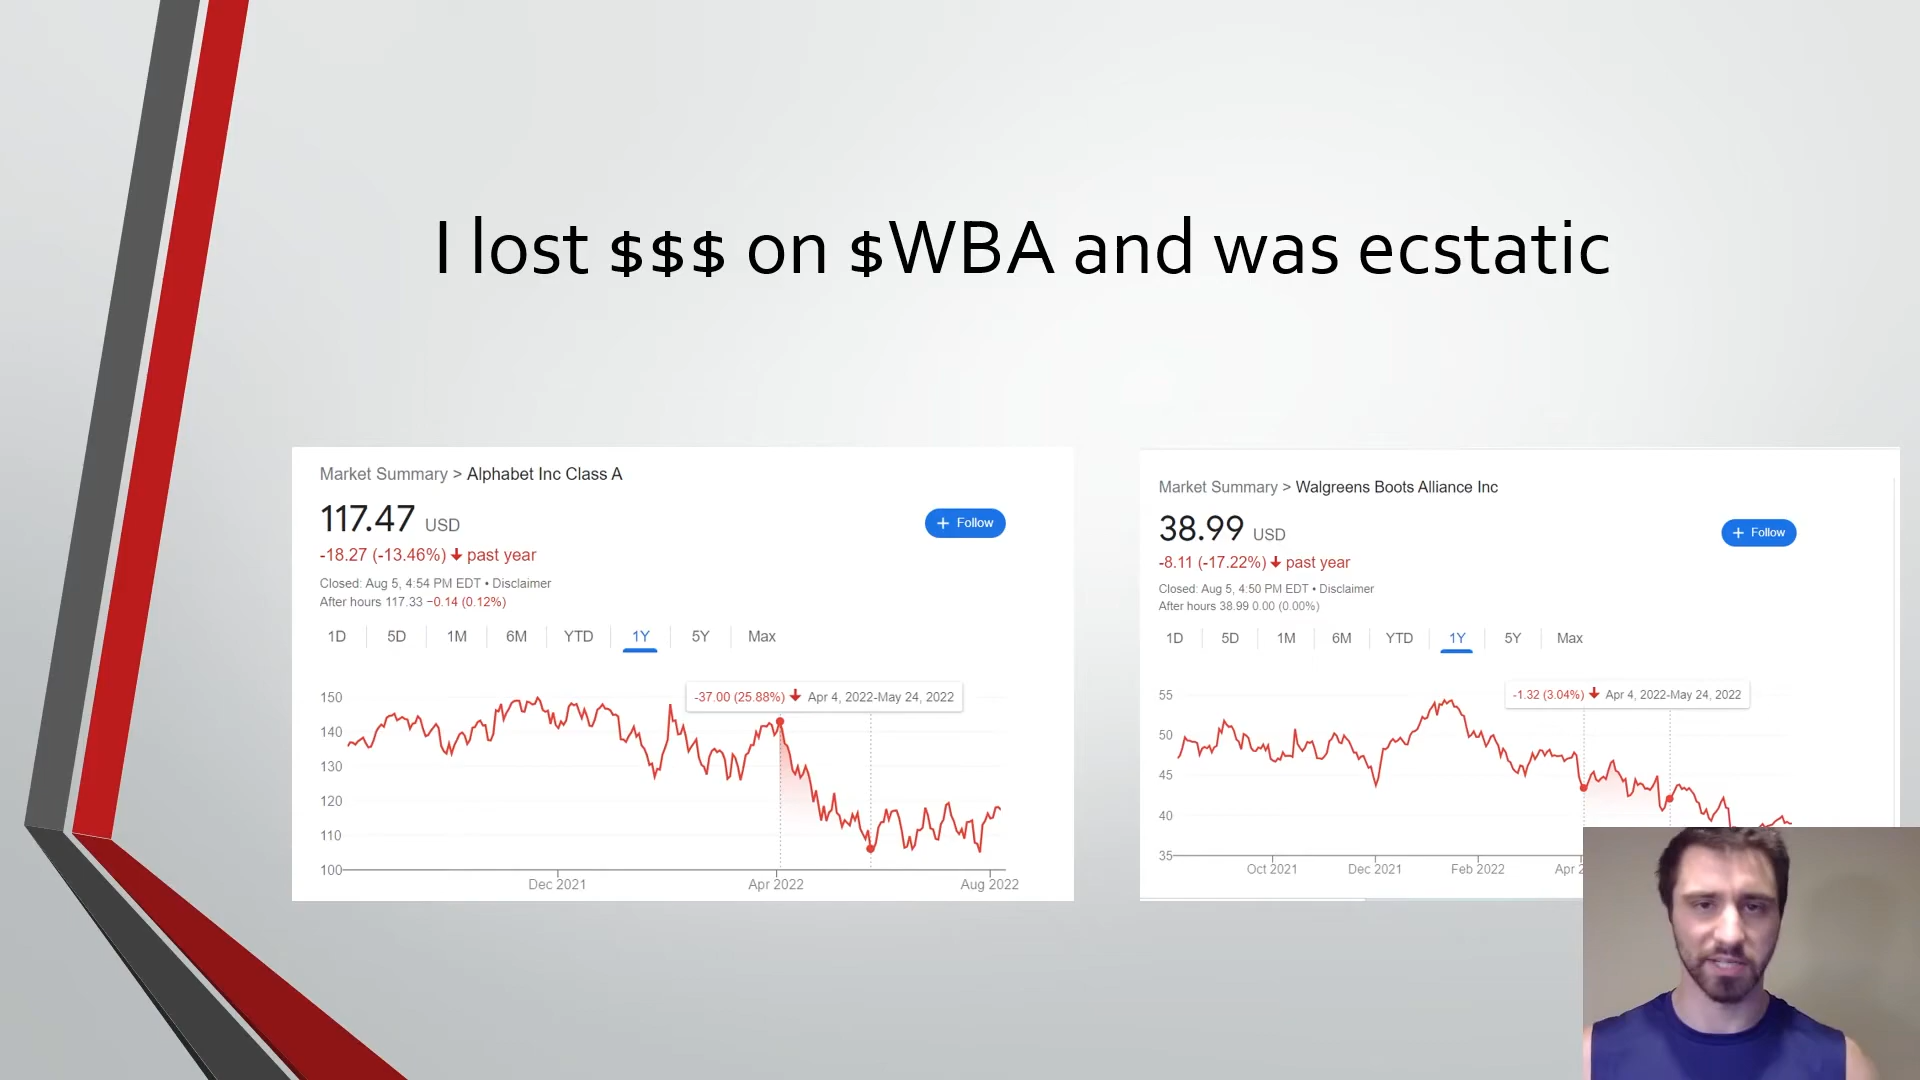 I lost $$$ on $WBA and was ecstatic
Market Summary > Alphabet Inc Class A
117.47 USD
+ Follow
-18.27 (-13.46%) ↓ past year
Closed: Aug 5, 4:54 PM EDT • Disclaimer
After hours 117.33 −0.14 (0.12%)
1D 5D 1M 6M YTD 1Y 5Y Max
-37.00 (25.88%) ↓ Apr 4, 2022-May 24, 2022
150
140
130
120
110
100
Dec 2021 Apr 2022 Aug 2022
Market Summary > Walgreens Boots Alliance Inc
38.99 USD
+ Follow
-8.11 (-17.22%) ↓ past year
Closed: Aug 5, 4:50 PM EDT • Disclaimer
After hours 38.99 0.00 (0.00%)
1D 5D 1M 6M YTD 1Y 5Y Max
-1.32 (3.04%) ↓ Apr 4, 2022-May 24, 2022
55
50
45
40
35
Oct 2021 Dec 2021 Feb 2022 Apr 2